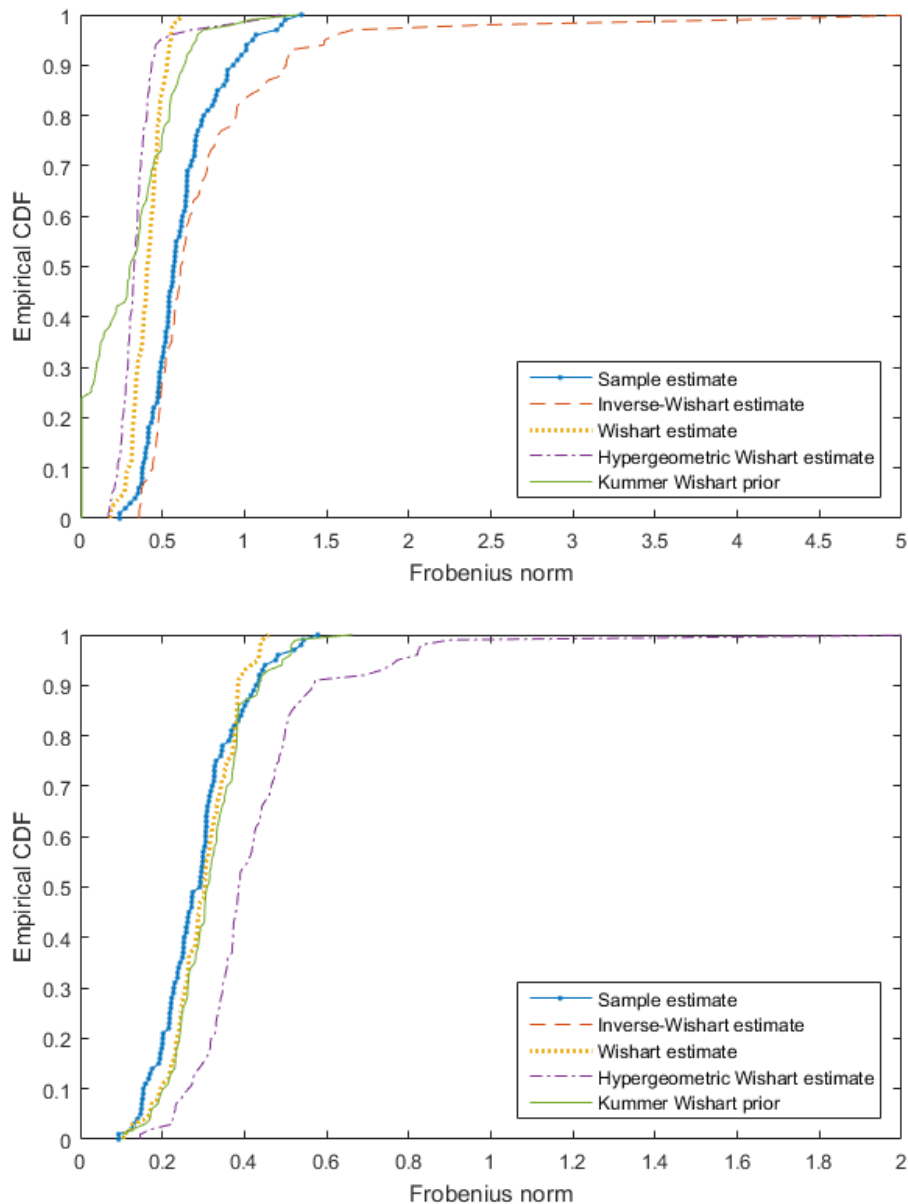 1
0.9
0.8
0.7
0.6
0.5
0.4
0.3
0.2
0.1
0
Empirical CDF
Sample estimate
Inverse-Wishart estimate
Wishart estimate
Hypergeometric Wishart estimate
Kummer Wishart prior
0 0.5 1 1.5 2 2.5 3 3.5 4 4.5 5
Frobenius norm
1
0.9
0.8
0.7
0.6
0.5
0.4
0.3
0.2
0.1
0
Empirical CDF
Sample estimate
Inverse-Wishart estimate
Wishart estimate
Hypergeometric Wishart estimate
Kummer Wishart prior
0 0.2 0.4 0.6 0.8 1 1.2 1.4 1.6 1.8 2
Frobenius norm